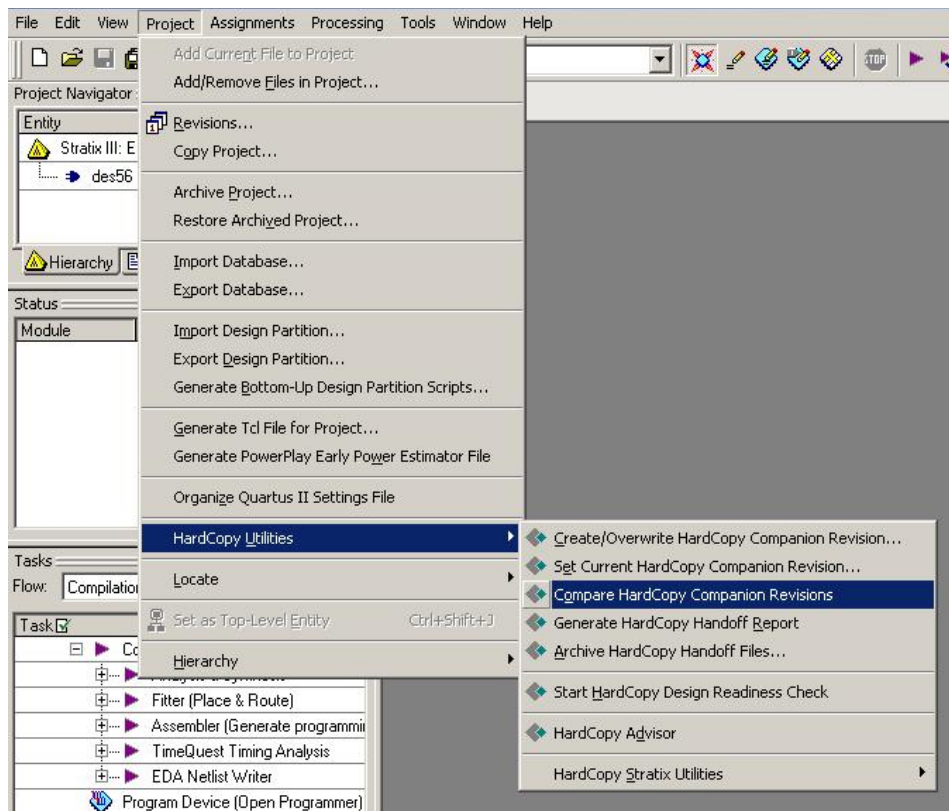 File Edit View Project Assignments Processing Tools Window Help
STOP
Project Navigator
Entity
Stratix III: E
des56
Hierarchy
Status
Module
Tasks
Flow: Compilation
Task
Fitter (Place & Route)
Assembler (Generate programmin
TimeQuest Timing Analysis
EDA Netlist Writer
Program Device (Open Programmer)
Add Current File to Project
Add/Remove Files in Project...
Revisions...
Copy Project...
Archive Project...
Restore Archived Project...
Import Database...
Export Database...
Import Design Partition...
Export Design Partition...
Generate Bottom-Up Design Partition Scripts...
Generate Tcl File for Project...
Generate PowerPlay Early Power Estimator File
Organize Quartus II Settings File
HardCopy Utilities
Locate
Set as Top-Level Entity Ctrl+Shift+J
Hierarchy
Create/Overwrite HardCopy Companion Revision...
Set Current HardCopy Companion Revision...
Compare HardCopy Companion Revisions
Generate HardCopy Handoff Report
Archive HardCopy Handoff Files...
Start HardCopy Design Readiness Check
HardCopy Advisor
HardCopy Stratix Utilities